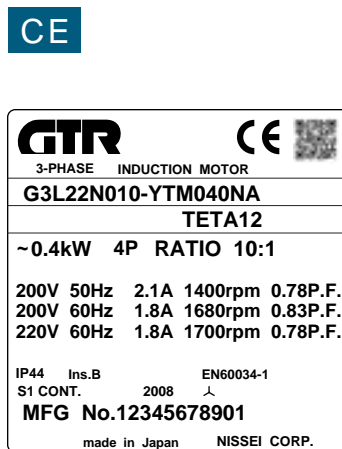 CE
GTR CE
3-PHASE INDUCTION MOTOR
G3L22N010-YTM040NA
TETA12
~0.4kW 4P RATIO 10:1
200V 50Hz 2.1A 1400rpm 0.78P.F.
200V 60Hz 1.8A 1680rpm 0.83P.F.
220V 60Hz 1.8A 1700rpm 0.78P.F.
IP44 Ins.B EN60034-1
S1 CONT. 2008 人
MFG No.12345678901
made in Japan NISSEI CORP.